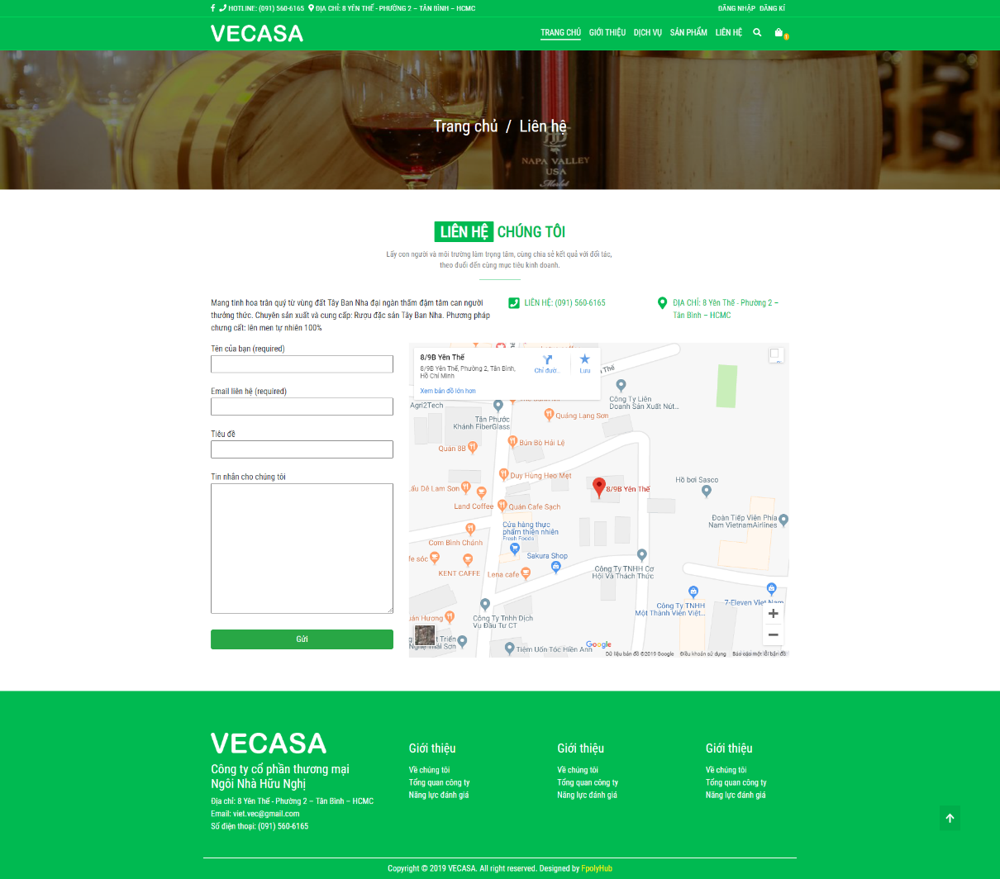 HOTLINE: (091) 560-6165 ĐỊA CHỈ: 8 YÊN THẾ - PHƯỜNG 2 – TÂN BÌNH – HCMC
ĐĂNG NHẬP ĐĂNG KÍ
VECASA
TRANG CHỦ GIỚI THIỆU DỊCH VỤ SẢN PHẨM LIÊN HỆ
Trang chủ / Liên hệ
NAPA VALLEY
USA
Merlot
LIÊN HỆ CHÚNG TÔI
Lấy con người và môi trường làm trọng tâm, cùng chia sẻ kết quả với đối tác,
theo đuổi đến cùng mục tiêu kinh doanh.
Mang tinh hoa trân quý từ vùng đất Tây Ban Nha đại ngàn thấm đậm tâm can người
thưởng thức. Chuyên sản xuất và cung cấp: Rượu đặc sản Tây Ban Nha. Phương pháp
chưng cất: lên men tự nhiên 100%
LIÊN HỆ: (091) 560-6165
ĐỊA CHỈ: 8 Yên Thế - Phường 2 –
Tân Bình – HCMC
Tên của bạn (required)
Email liên hệ (required)
Tiêu đề
Tin nhắn cho chúng tôi
Gửi
8/9B Yên Thế
8/9B Yên Thế, Phường 2, Tân Bình,
Hồ Chí Minh
Xem bản đồ lớn hơn
Chỉ đườ...
Lưu
Thế
Công Ty Liên
Doanh Sản Xuất Nút...
Agri2Tech
Tân Phước
Khánh FiberGlass
Quảng Lang Sơn
Quán 8B
Bún Bò Hải Lệ
Duy Hùng Heo Mẹt
Lẩu Dê Lam Sơn
Land Coffee
Quán Cafe Sạch
8/9B Yên Thế
Hồ bơi Sasco
Đoàn Tiếp Viên Phía
Nam VietnamAirlines
Cửa hàng thực
phẩm thiên nhiên
Fresh Foods
Cơm Bình Chánh
Sakura Shop
KENT CAFFE
Lena cafe
Công Ty TNHH Cơ
Hội Và Thách Thức
7-Eleven Việt Nam
Công Ty TNHH
Một Thành Viên Việt...
Công Ty Tnhh Dịch
Vụ Đầu Tư CT
Tiệm Uốn Tóc Hiền Anh
Google
Dữ liệu bản đồ ©2019 Google Điều khoản sử dụng Báo cáo một lỗi bản đồ
VECASA
Công ty cổ phần thương mại
Ngôi Nhà Hữu Nghị
Địa chỉ: 8 Yên Thế - Phường 2 – Tân Bình – HCMC
Email: viet.vec@gmail.com
Số điện thoại: (091) 560-6165
Giới thiệu
Về chúng tôi
Tổng quan công ty
Năng lực đánh giá
Giới thiệu
Về chúng tôi
Tổng quan công ty
Năng lực đánh giá
Giới thiệu
Về chúng tôi
Tổng quan công ty
Năng lực đánh giá
Copyright © 2019 VECASA. All right reserved. Designed by FpolyHub